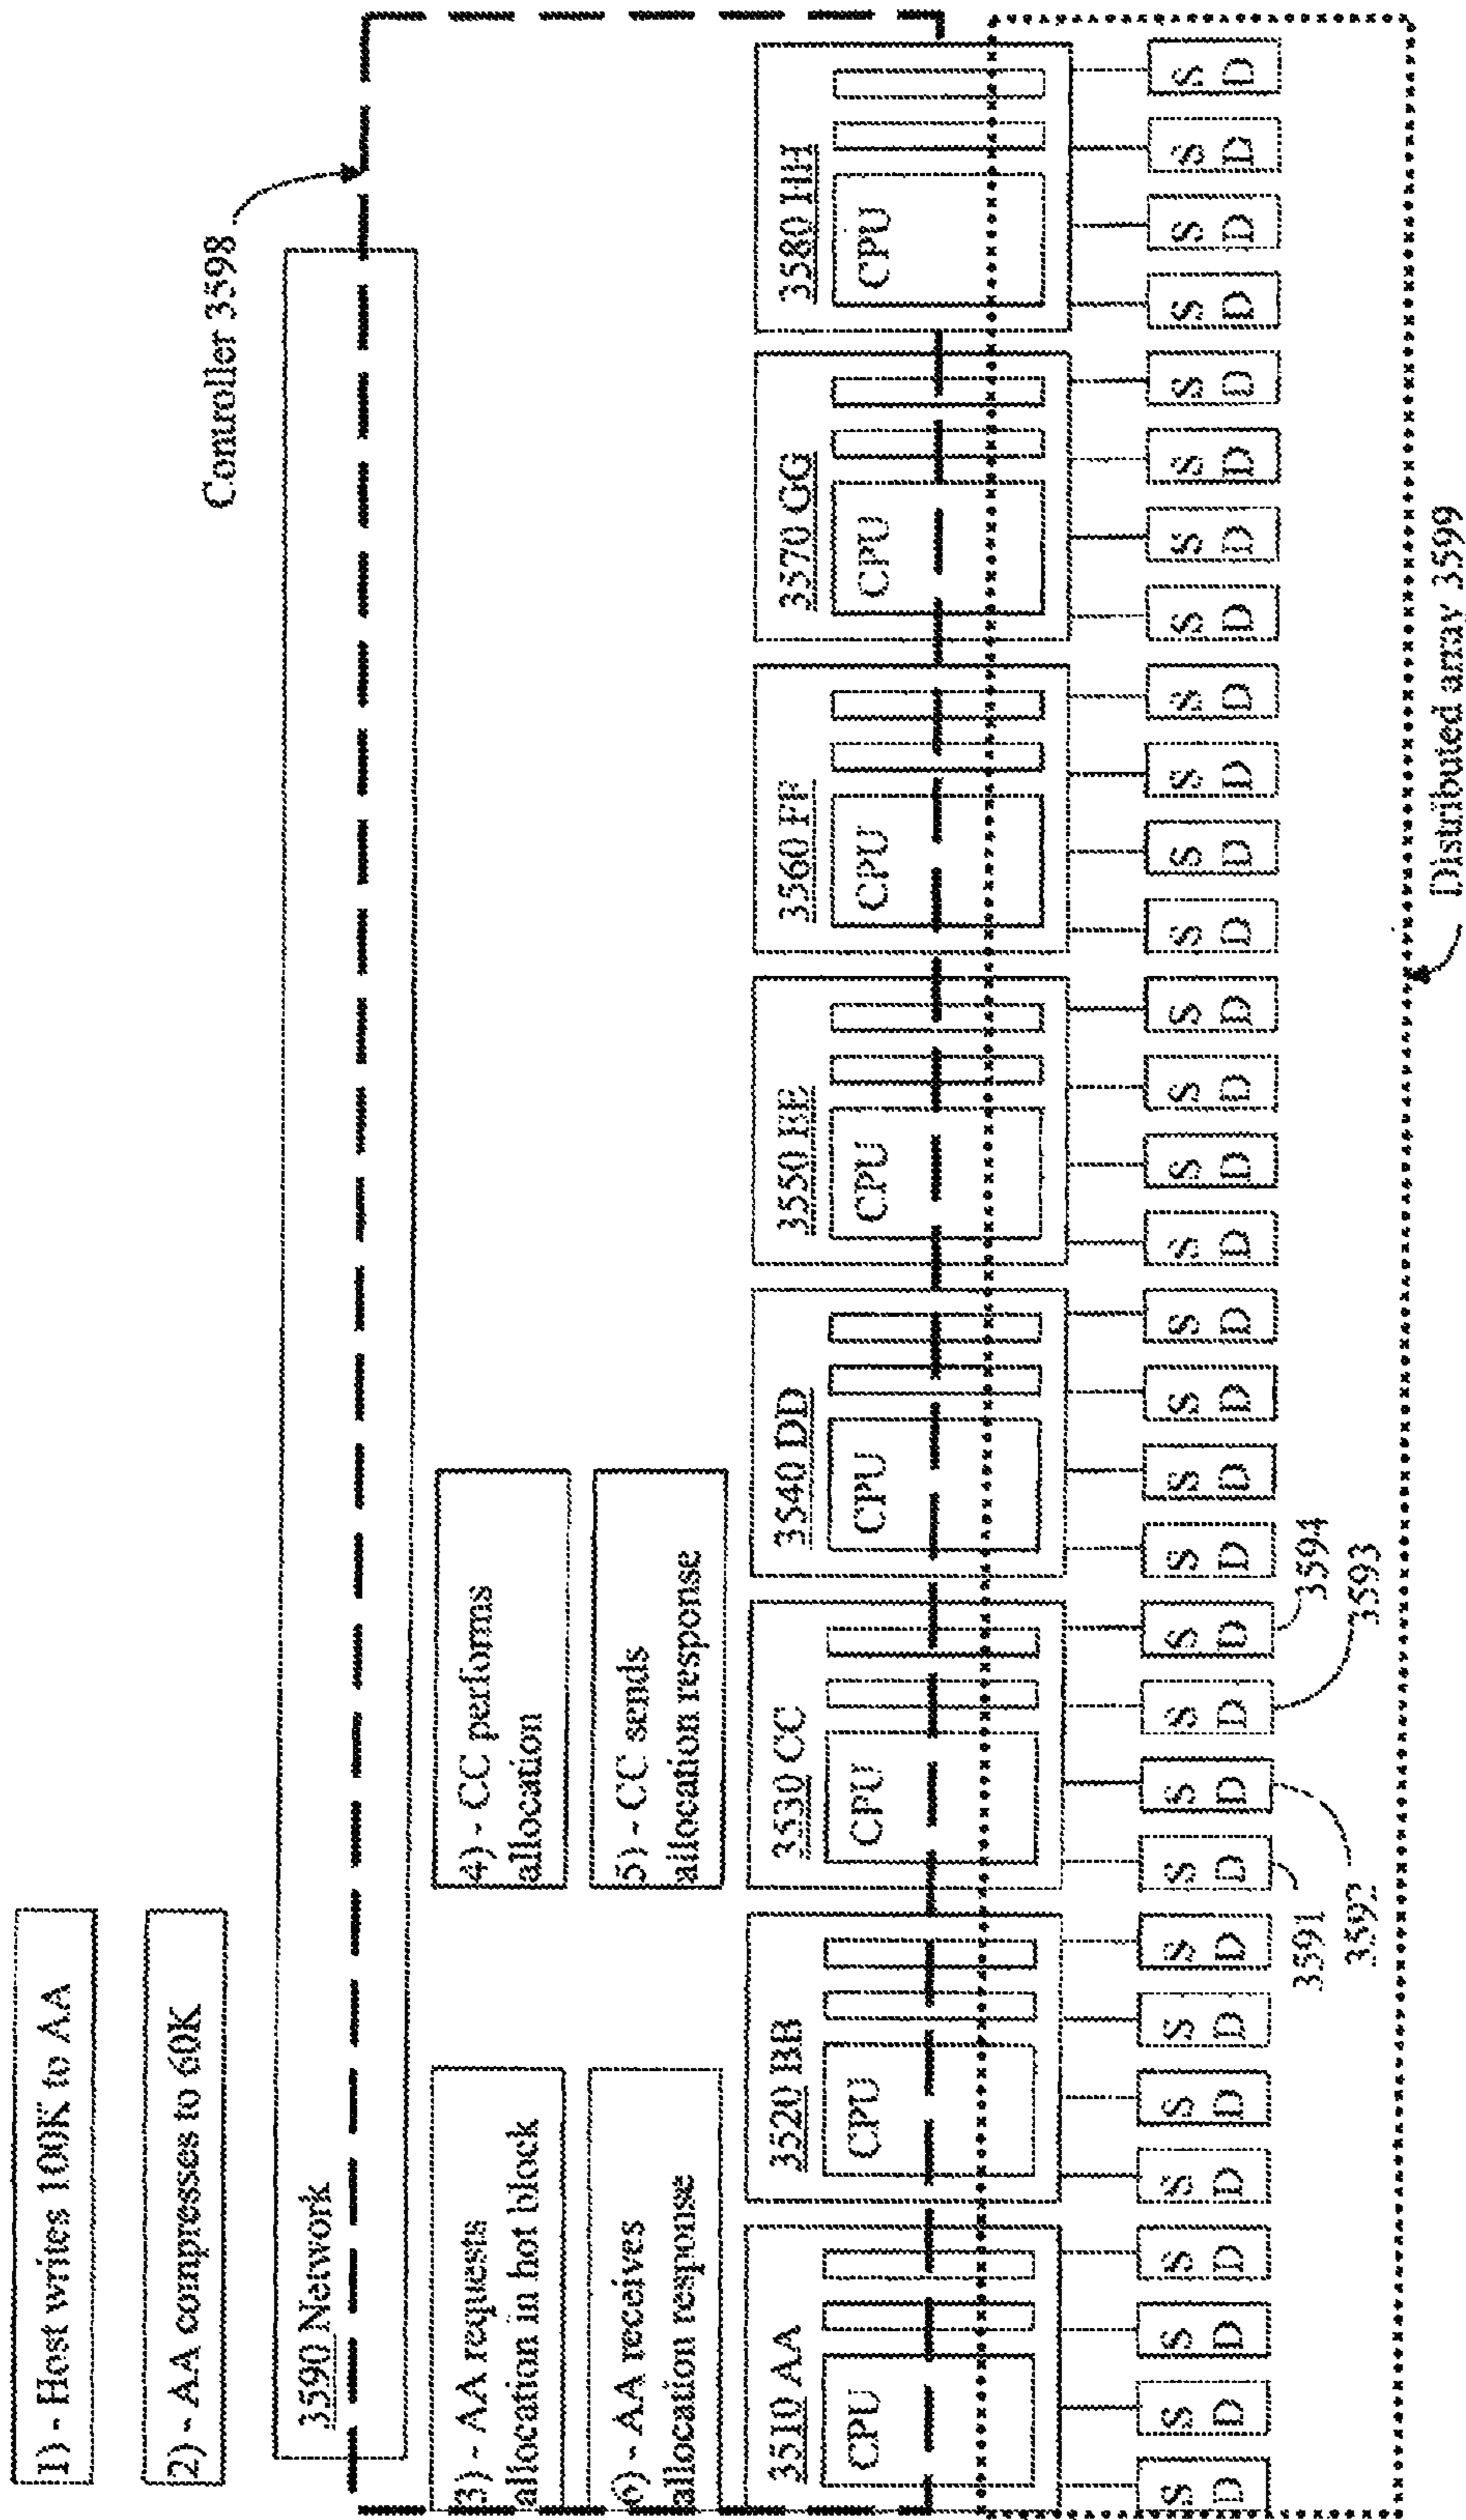 1) - Host writes 100K to AA
2) - AA compresses to 60K
3590 Network
Controller 3598
3) - AA requests
allocation in hot block
4) - CC performs
allocation
6) - AA receives
allocation response
5) - CC sends
allocation response
3510 AA
CPU
3520 BB
CPU
3530 CC
CPU
3540 DD
CPU
3550 EE
CPU
3560 FF
CPU
3570 GG
CPU
3580 HH
CPU
S S S S S S S S S S S S S S S S S S S S S S S S S S S S S S S S
D D D D D D D D D D D D D D D D D D D D D D D D D D D D D D D D
3591
3594
3592
3593
Distributed array 3599